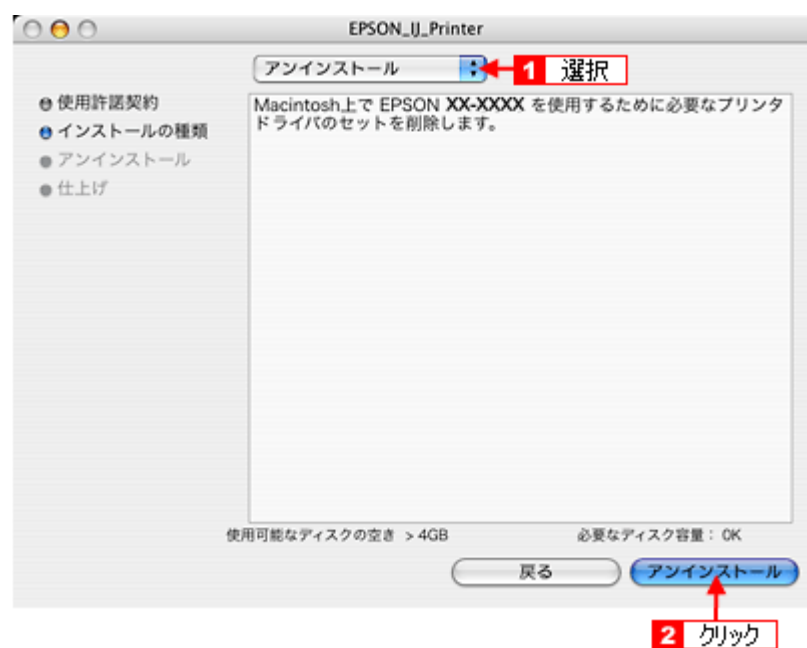 EPSON_IJ_Printer
アンインストール
1 選択
使用許諾契約
インストールの種類
アンインストール
仕上げ
Macintosh上で EPSON XX-XXXX を使用するために必要なプリンタ
ドライバのセットを削除します。
使用可能なディスクの空き > 4GB
必要なディスク容量： 0K
戻る
アンインストール
2 クリック